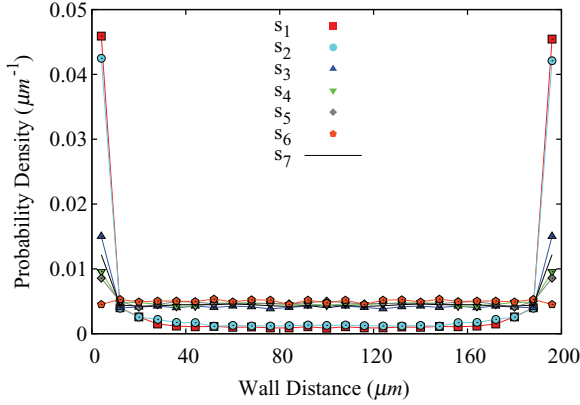 0.05
0.04
0.03
0.02
0.01
0
Probability Density (μm⁻¹)
s₁
s₂
s₃
s₄
s₅
s₆
s₇
0 40 80 120 160 200
Wall Distance (μm)